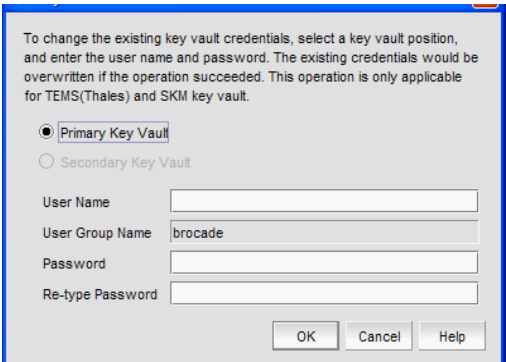 To change the existing key vault credentials, select a key vault position,
and enter the user name and password. The existing credentials would be
overwritten if the operation succeeded. This operation is only applicable
for TEMS(Thales) and SKM key vault.
Primary Key Vault
Secondary Key Vault
User Name
User Group Name brocade
Password
Re-type Password
OK Cancel Help